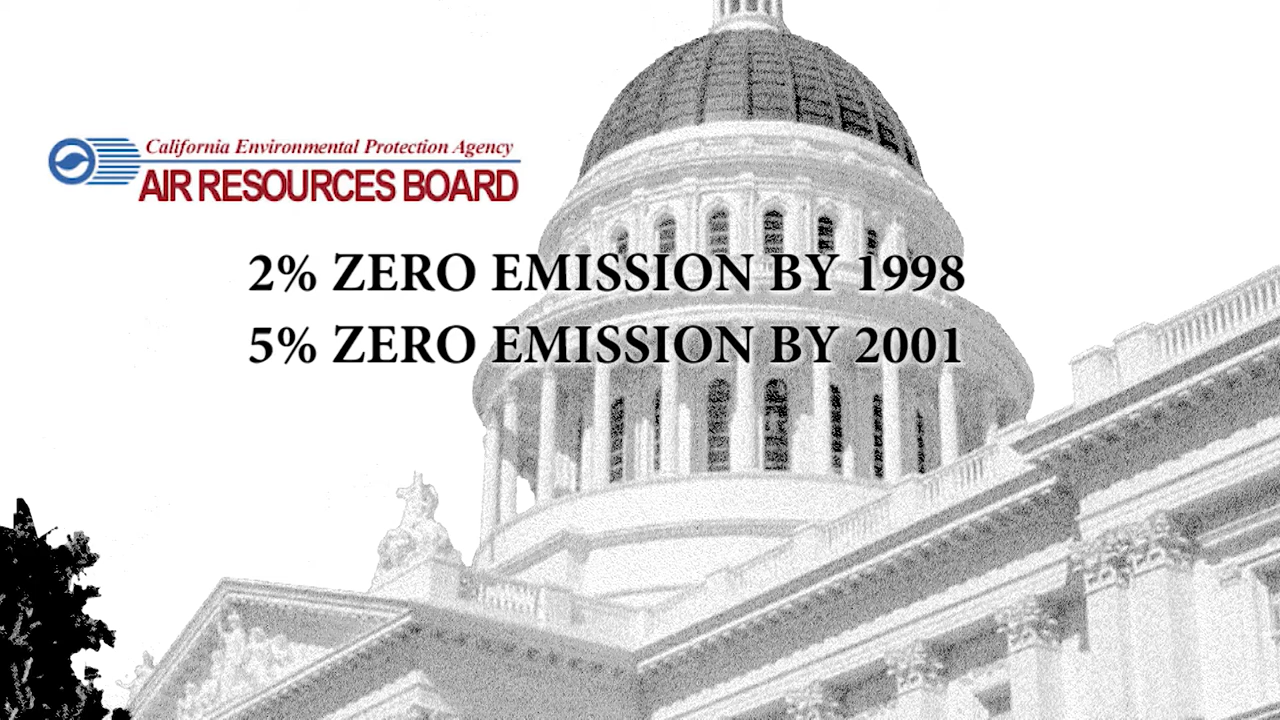 California Environmental Protection Agency
AIR RESOURCES BOARD
2% ZERO EMISSION BY 1998
5% ZERO EMISSION BY 2001